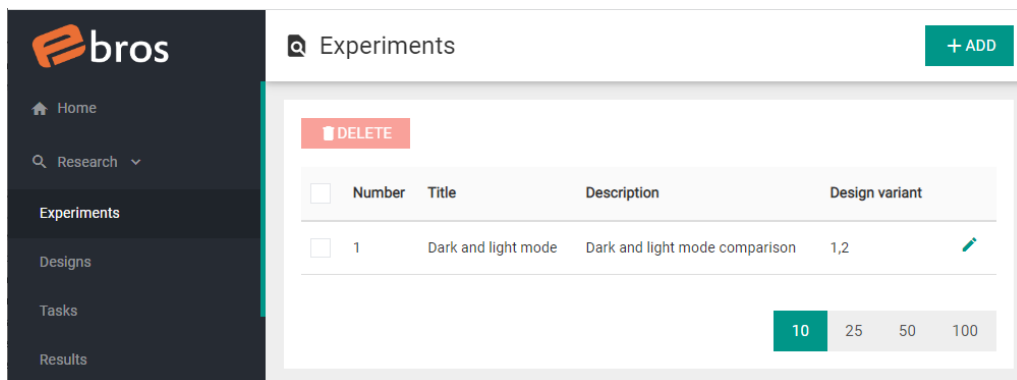 bros
Experiments
+ ADD
Home
Research
Experiments
Designs
Tasks
Results
DELETE
Number Title Description Design variant
1 Dark and light mode Dark and light mode comparison 1,2
10 25 50 100